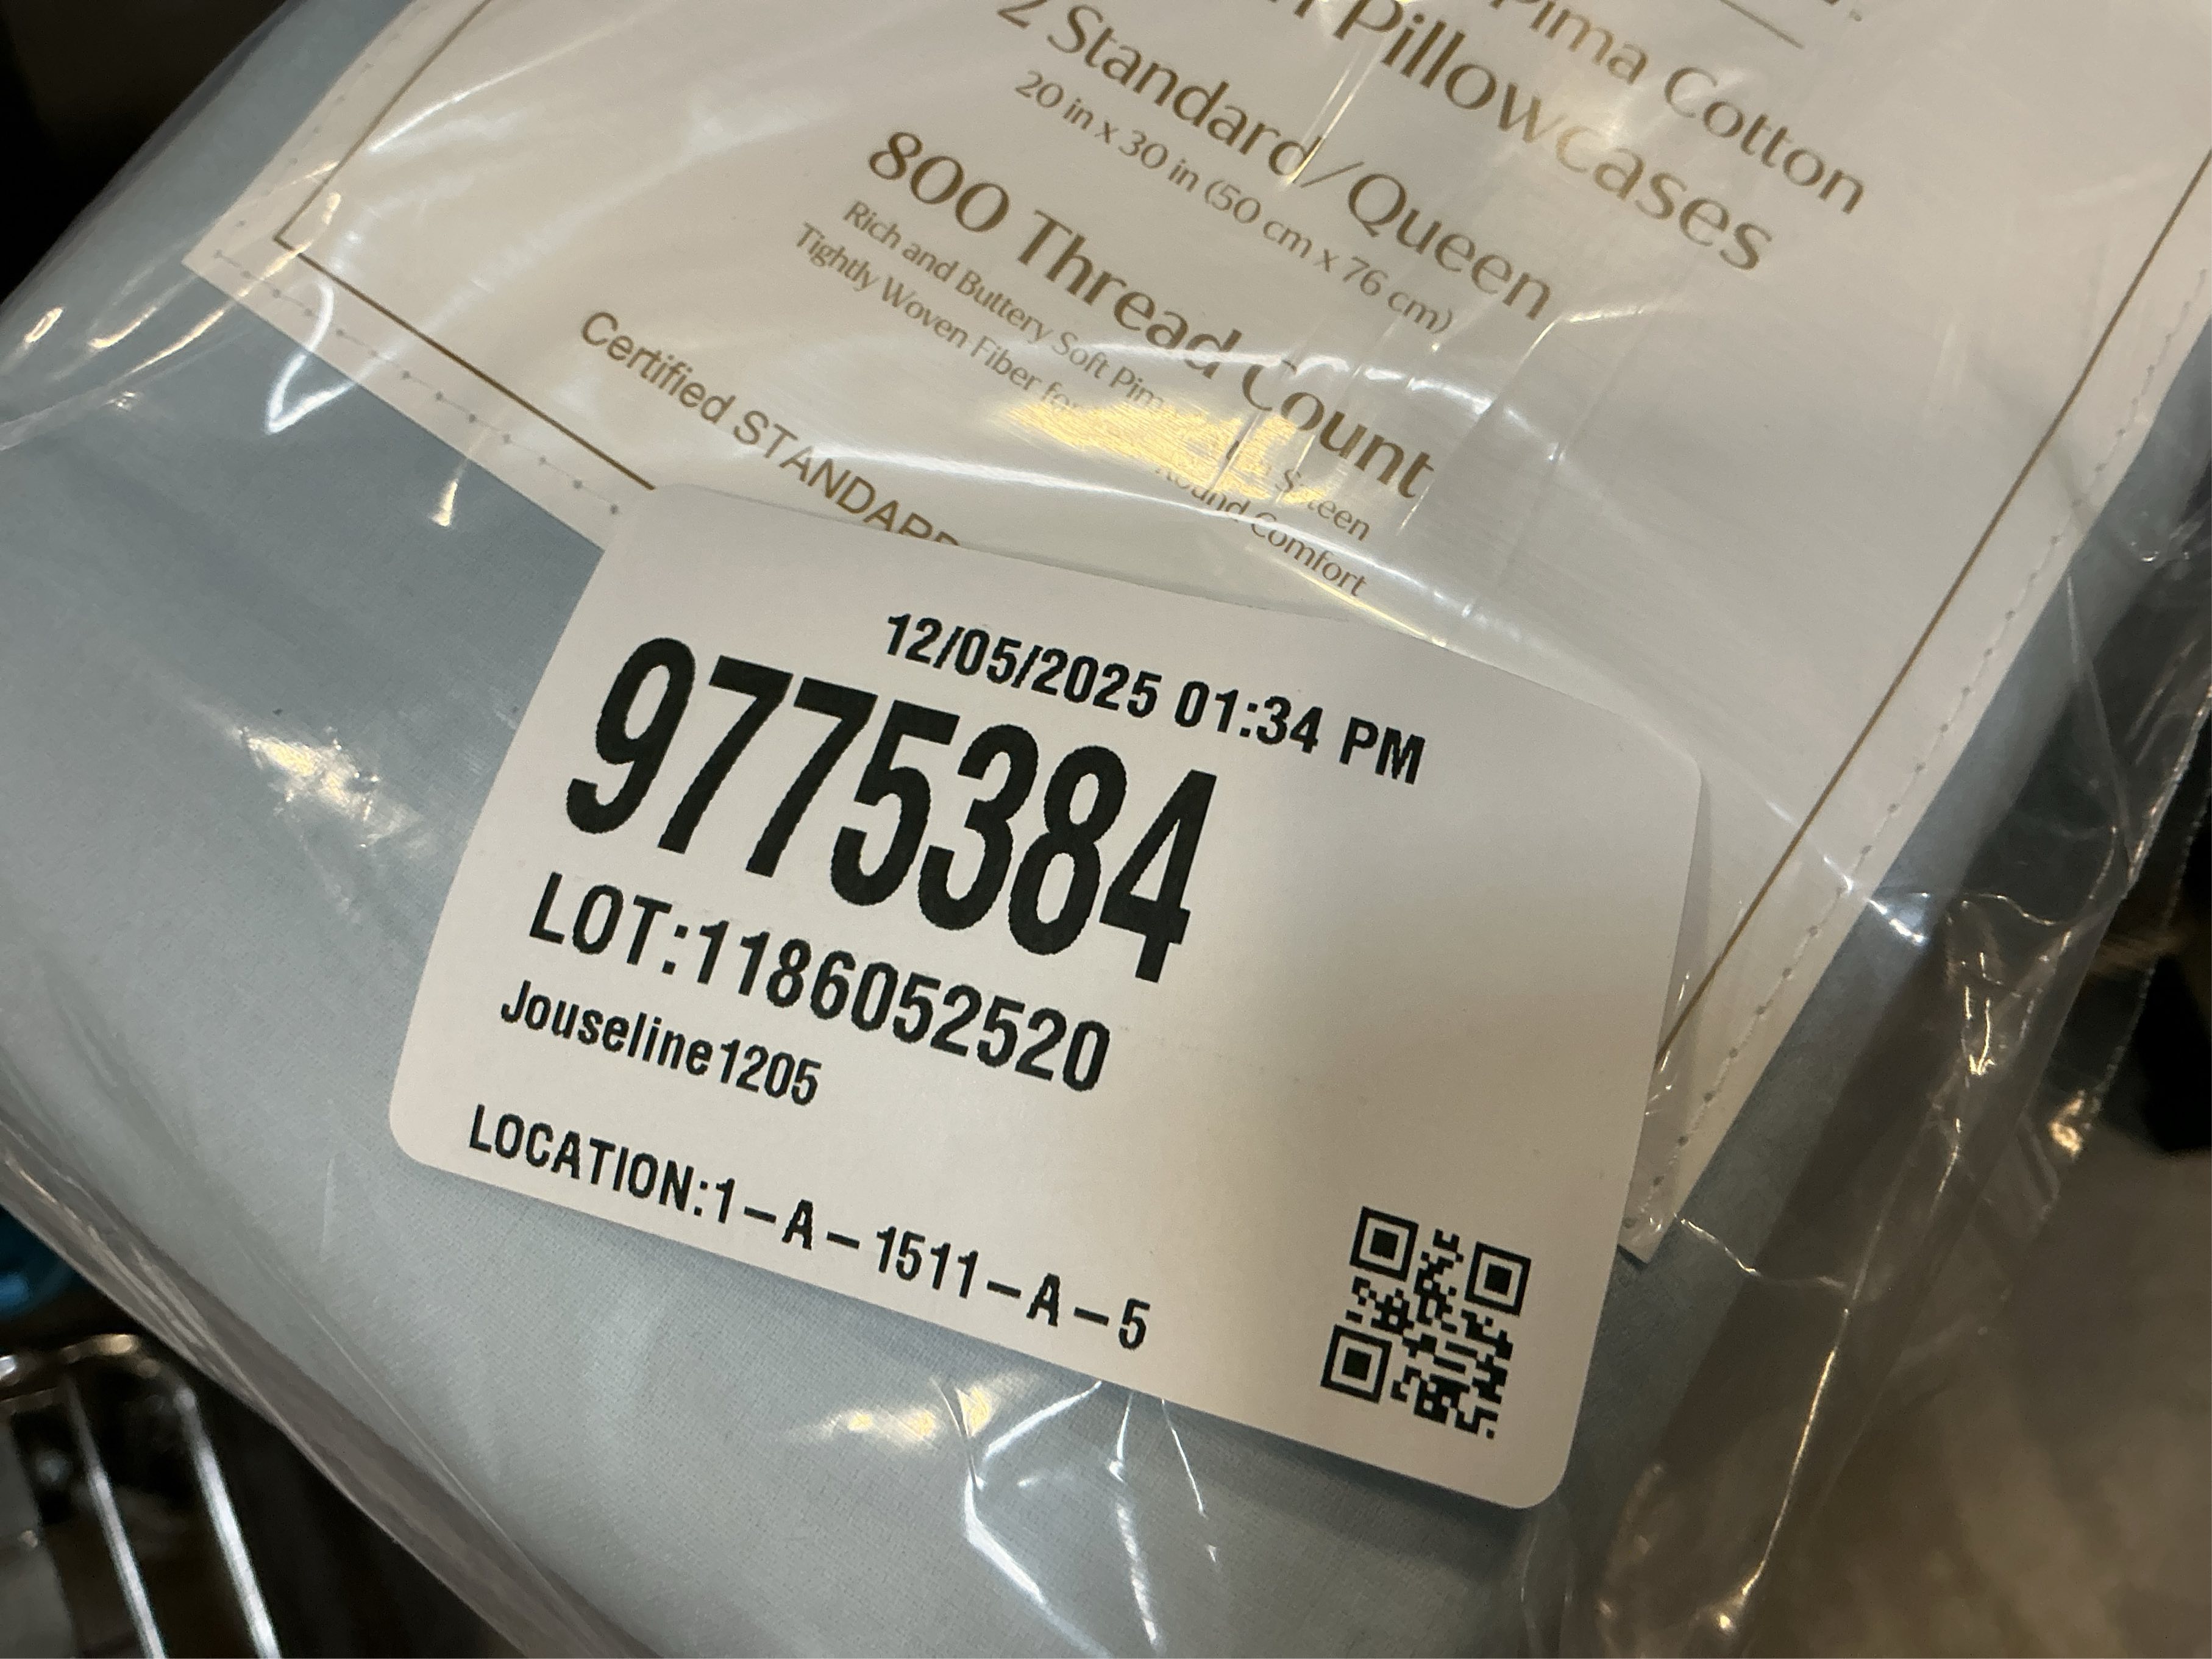 Pima Cotton
Pillowcases
2 Standard/Queen
20 in x 30 in (50 cm x 76 cm)
800 Thread Count
Rich and Buttery Soft Sateen
Tightly Woven Fiber Comfort
Certified STANDARD
12/05/2025 01:34 PM
9775384
LOT:1186052520
Jouseline1205
LOCATION:1-A-1511-A-5